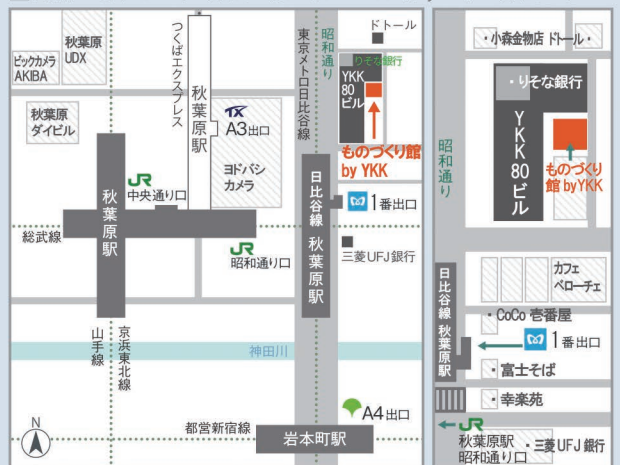 ビックカメラ
AKIBA
秋葉原
UDX
つくばエクスプレス
秋葉原駅
東京メトロ日比谷線
昭和通り
ドトール
りそな銀行
YKK
80
ビル
秋葉原
ダイビル
TX
A3出口
ヨドバシ
カメラ
ものづくり館
by YKK
JR
中央通り口
秋葉原駅
日比谷線 秋葉原駅
1番出口
総武線
JR
昭和通り口
三菱UFJ銀行
山手線
京浜東北線
神田川
A4出口
都営新宿線
岩本町駅
N
・小森金物店
ドトール・
・りそな銀行
YKK80ビル
昭和通り
ものづくり
館 by YKK
カフェ
ベローチェ
日比谷線 秋葉原駅
・CoCo 壱番屋
1番出口
・富士そば
・幸楽苑
JR
秋葉原駅
昭和通り口
・三菱UFJ銀行